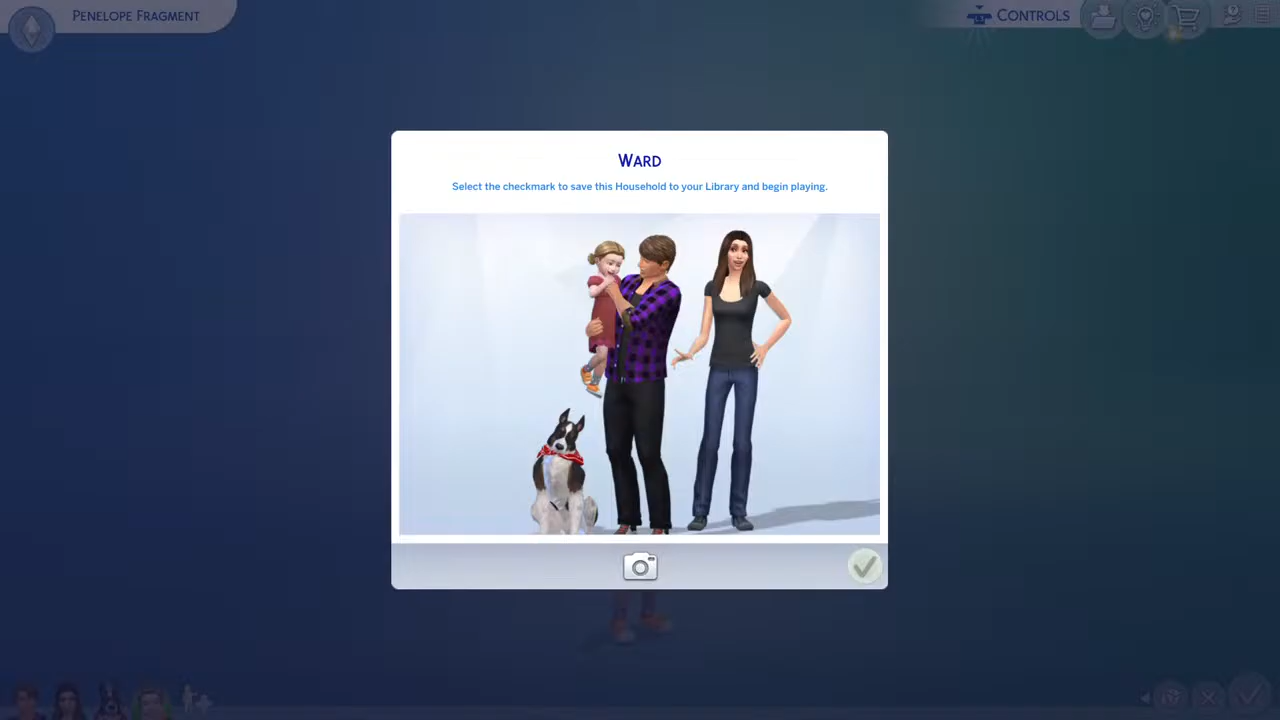 PENELOPE FRAGMENT
CONTROLS
WARD
Select the checkmark to save this Household to your Library and begin playing.